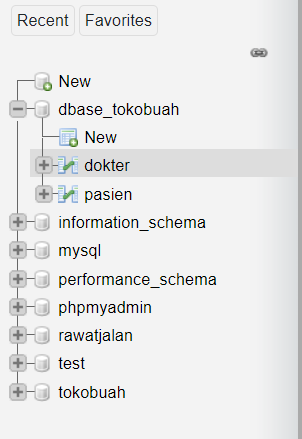 Recent Favorites
New
dbase_tokobuah
New
dokter
pasien
information_schema
mysql
performance_schema
phpmyadmin
rawatjalan
test
tokobuah